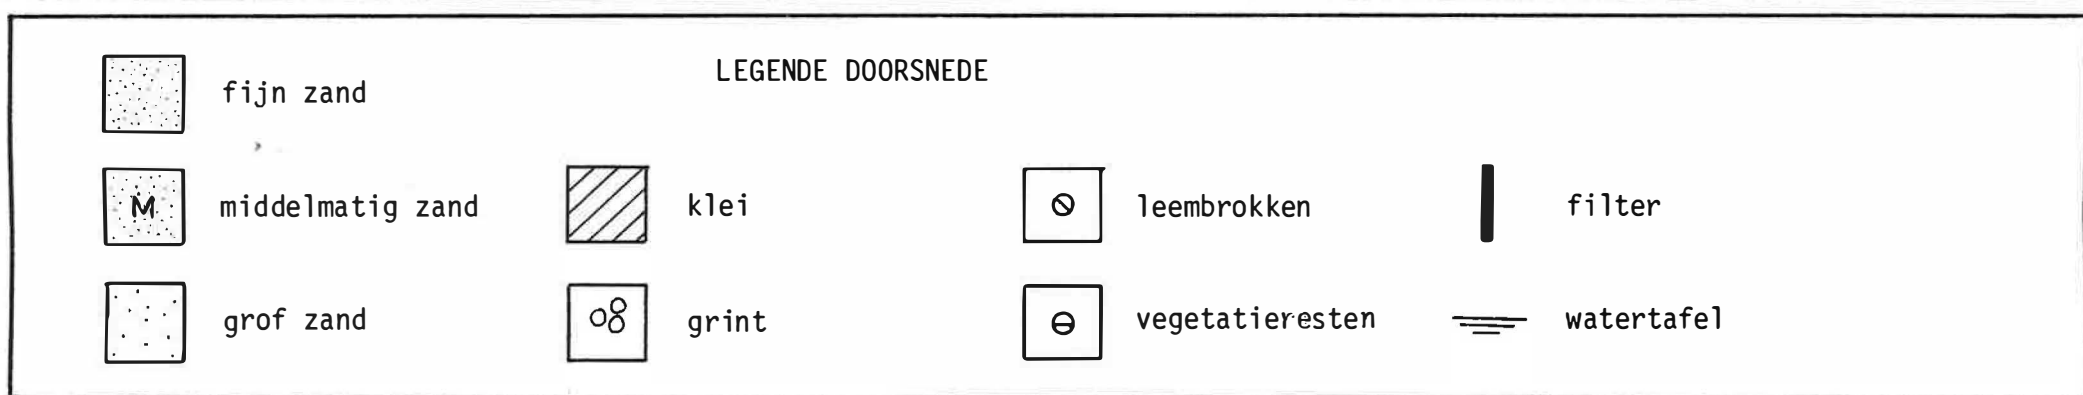 LEGENDE DOORSNEDE
fijn zand
M middelmatig zand
klei
leembrokken
filter
grof zand
grint
vegetatieresten
watertafel